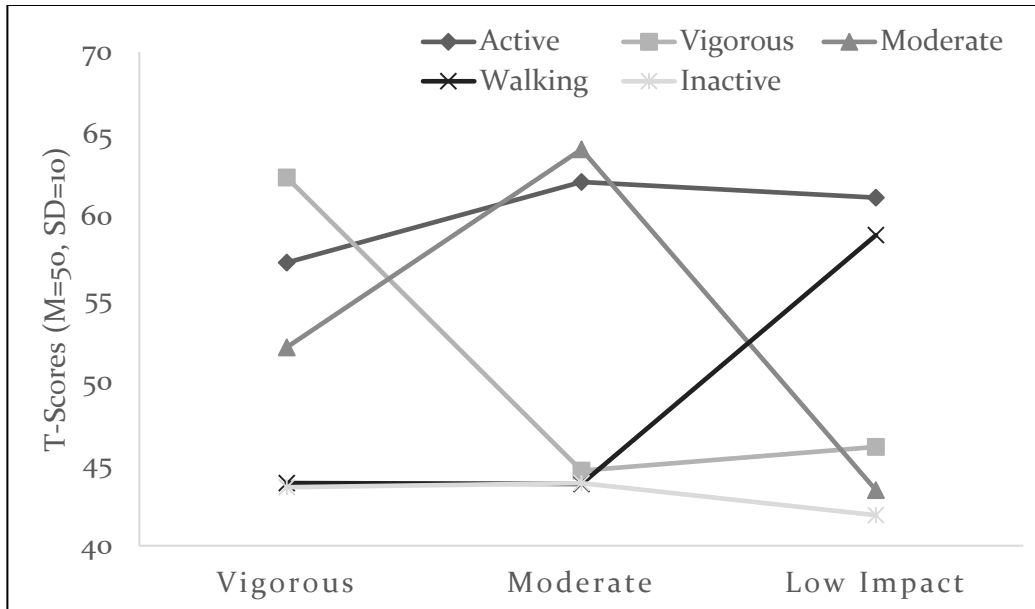 Active Vigorous Moderate
Walking Inactive
T-Scores (M=50, SD=10)
70
65
60
55
50
45
40
Vigorous Moderate Low Impact